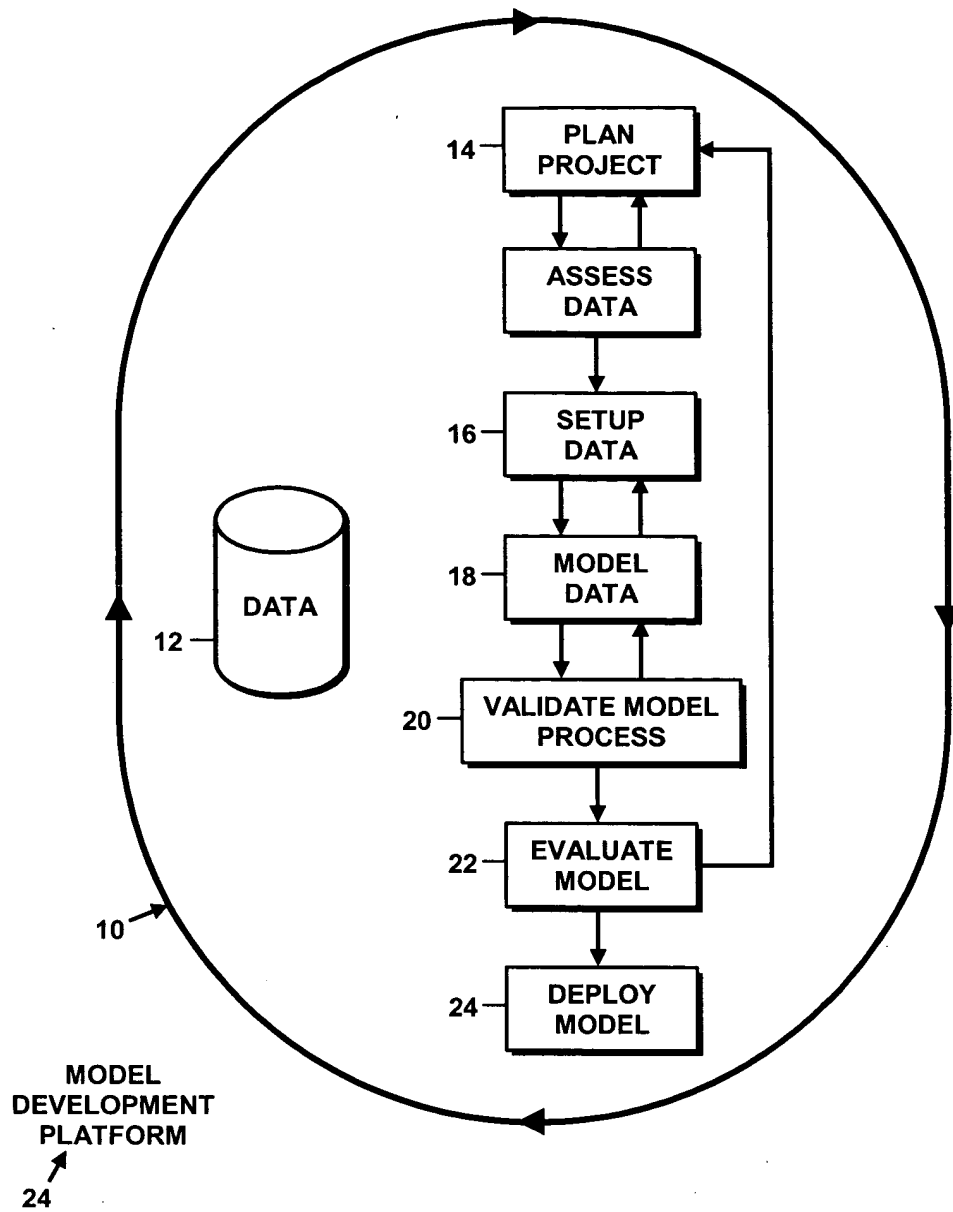 14
PLAN
PROJECT
ASSESS
DATA
16
SETUP
DATA
18
MODEL
DATA
DATA
12
20
VALIDATE MODEL
PROCESS
22
EVALUATE
MODEL
10
24
DEPLOY
MODEL
MODEL
DEVELOPMENT
PLATFORM
24